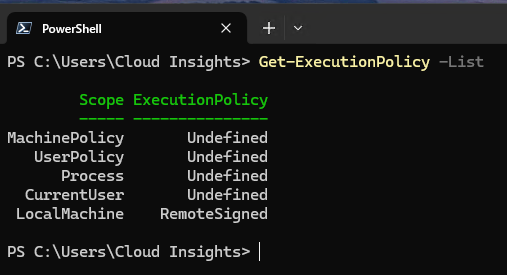 PowerShell
PS C:\Users\Cloud Insights> Get-ExecutionPolicy -List
Scope ExecutionPolicy
----- ---------------
MachinePolicy Undefined
UserPolicy Undefined
Process Undefined
CurrentUser Undefined
LocalMachine RemoteSigned
PS C:\Users\Cloud Insights>